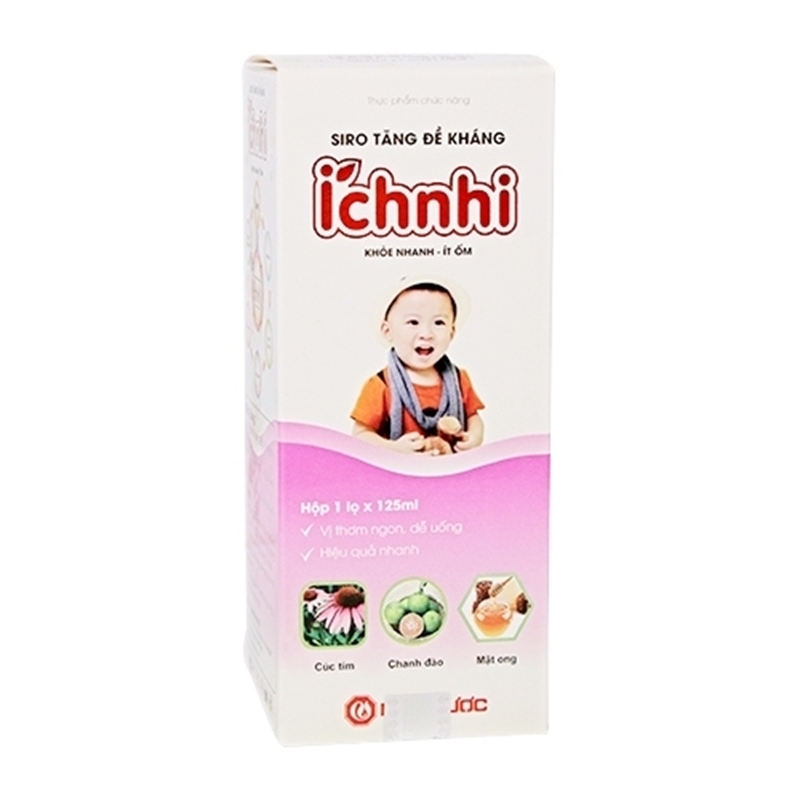 Thực phẩm chức năng
SIRO TĂNG ĐỀ KHÁNG
ichnhi
KHỎE NHANH - ÍT ỐM
Hộp 1 lọ x 125ml
Vị thơm ngon, dễ uống
Hiệu quả nhanh
Cúc tím
Chanh đào
Mật ong